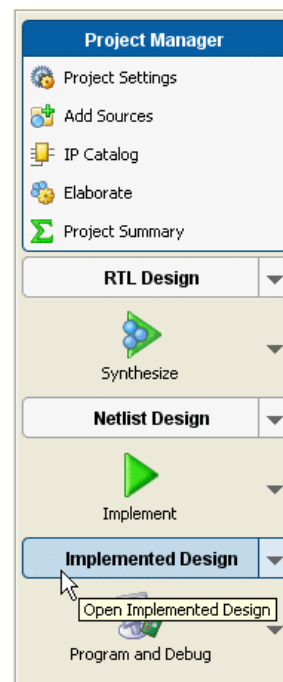 Project Manager
Project Settings
Add Sources
IP Catalog
Elaborate
Project Summary
RTL Design
Synthesize
Netlist Design
Implement
Implemented Design
Open Implemented Design
Program and Debug